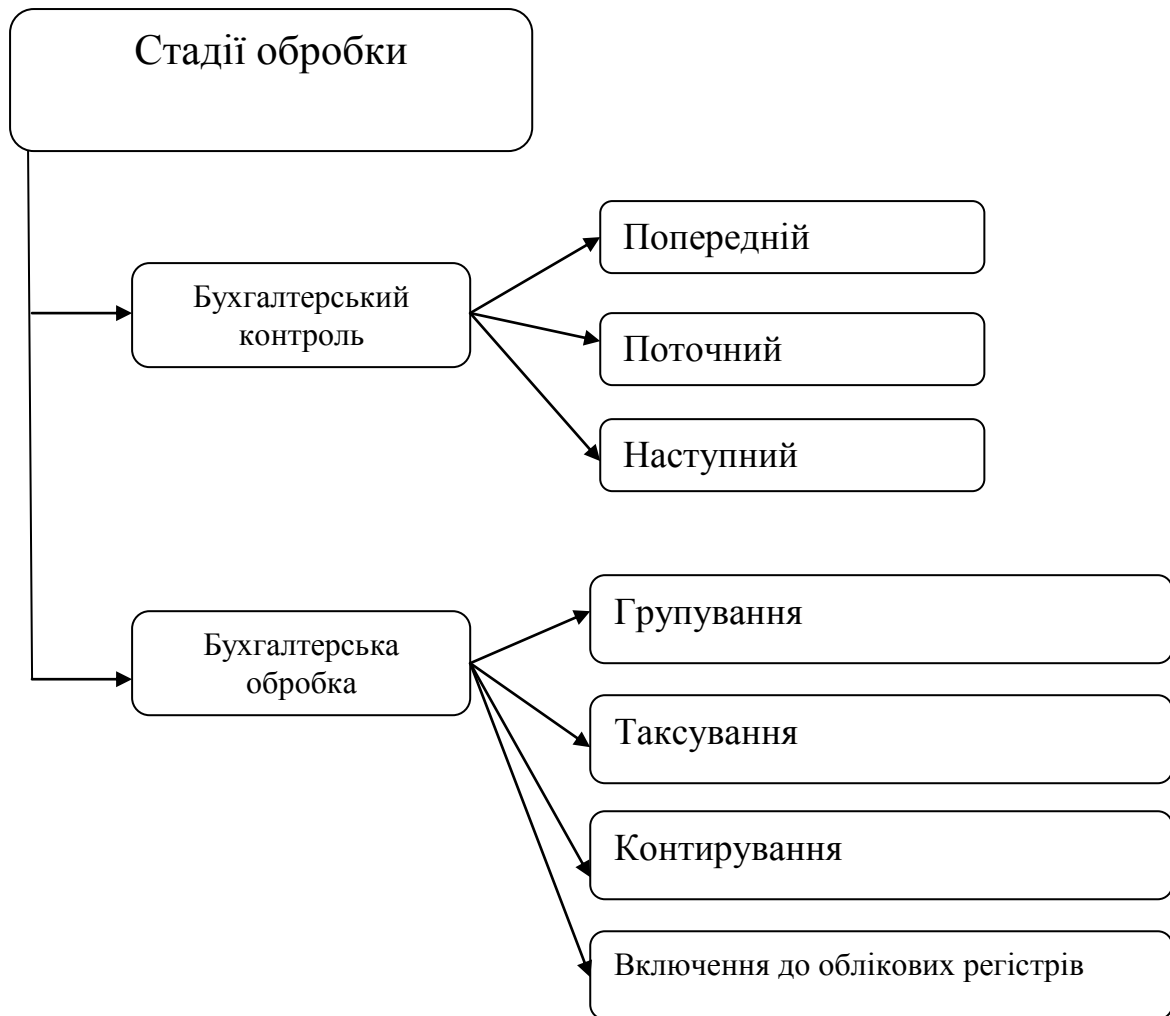 Стадії обробки
Бухгалтерський
контроль
Попередній
Поточний
Наступний
Бухгалтерська
обробка
Групування
Таксування
Контирування
Включення до облікових регістрів